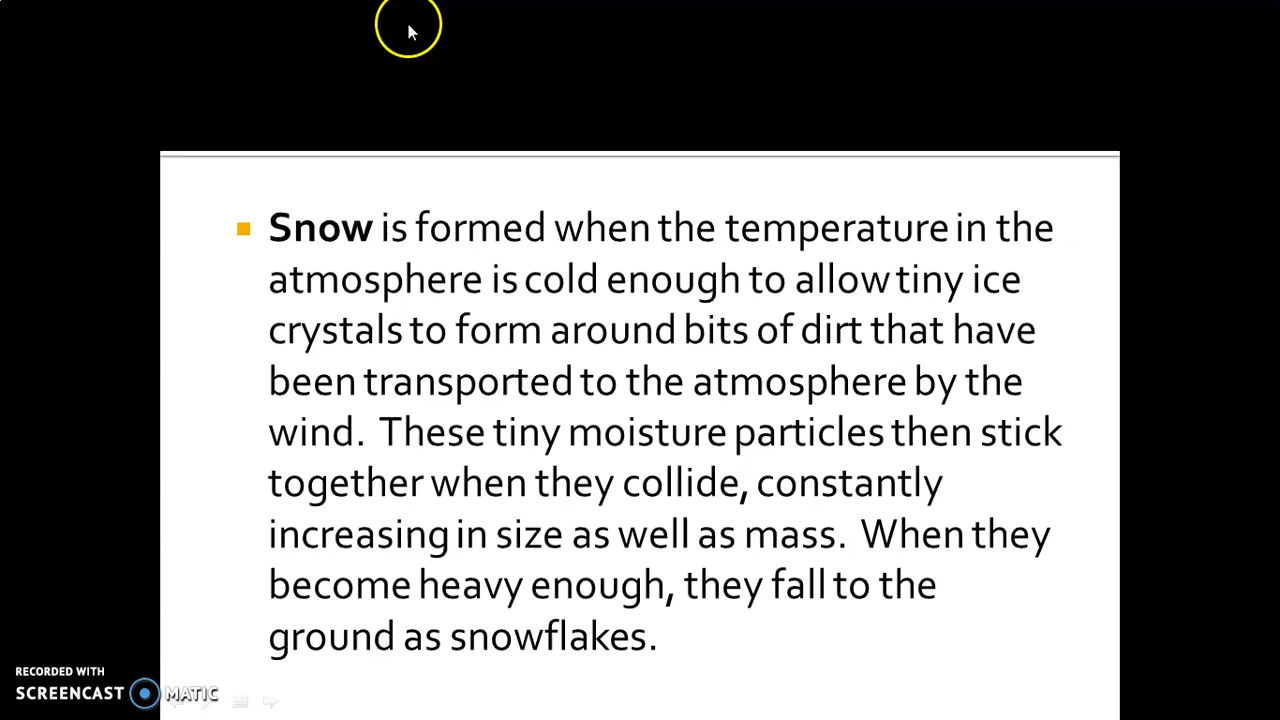 Snow is formed when the temperature in the
atmosphere is cold enough to allow tiny ice
crystals to form around bits of dirt that have
been transported to the atmosphere by the
wind.  These tiny moisture particles then stick
together when they collide, constantly
increasing in size as well as mass.  When they
become heavy enough, they fall to the
ground as snowflakes.
RECORDED WITH
SCREENCAST MATIC